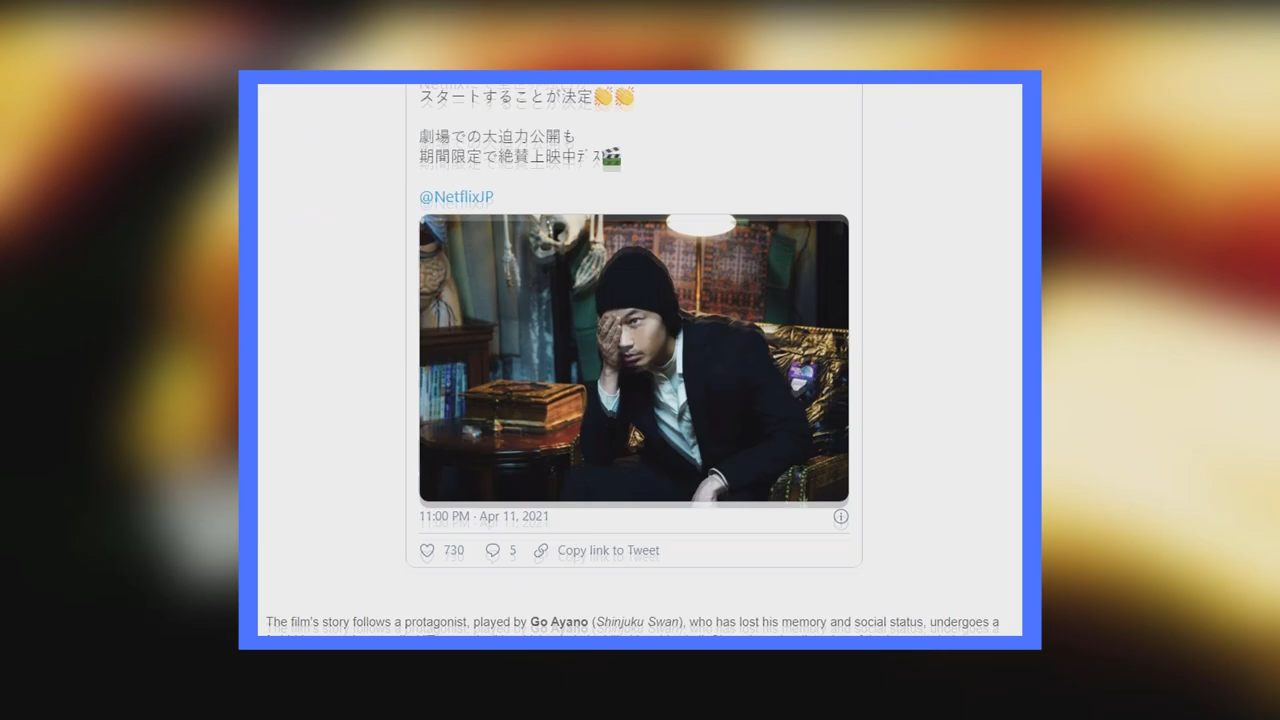 スタートすることが決定👏👏
劇場での大迫力公開も
期間限定で絶賛上映中ﾃﾞｽ🎬
@NetflixJP
11:00 PM · Apr 11, 2021
730 5 Copy link to Tweet
The film's story follows a protagonist, played by Go Ayano (Shinjuku Swan), who has lost his memory and social status, undergoes a